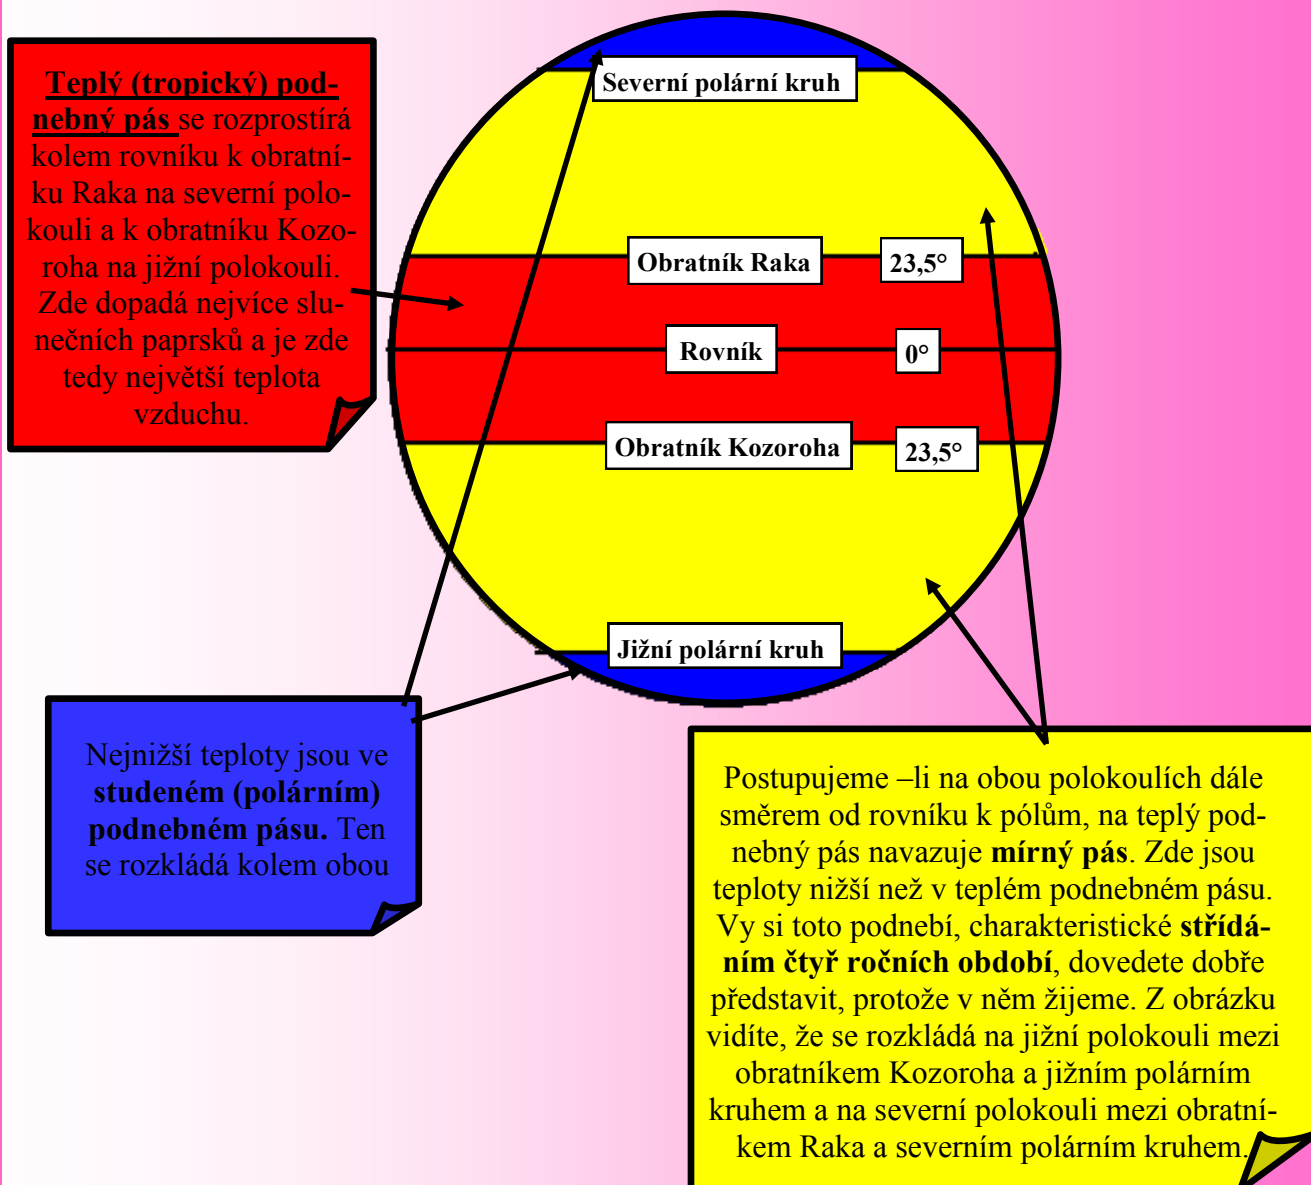 Teplý (tropický) pod-
nebný pás se rozprostírá
kolem rovníku k obratní-
ku Raka na severní polo-
kouli a k obratníku Kozo-
roha na jižní polokouli.
Zde dopadá nejvíce slu-
nečních paprsků a je zde
tedy největší teplota
vzduchu.
Severní polární kruh
Obratník Raka
23,5°
Rovník
0°
Obratník Kozoroha
23,5°
Jižní polární kruh
Nejnižší teploty jsou ve
studeném (polárním)
podnebném pásu. Ten
se rozkládá kolem obou
Postupujeme –li na obou polokoulích dále
směrem od rovníku k pólům, na teplý pod-
nebný pás navazuje mírný pás. Zde jsou
teploty nižší než v teplém podnebném pásu.
Vy si toto podnebí, charakteristické střídá-
ním čtyř ročních období, dovedete dobře
představit, protože v něm žijeme. Z obrázku
vidíte, že se rozkládá na jižní polokouli mezi
obratníkem Kozoroha a jižním polárním
kruhem a na severní polokouli mezi obratní-
kem Raka a severním polárním kruhem.